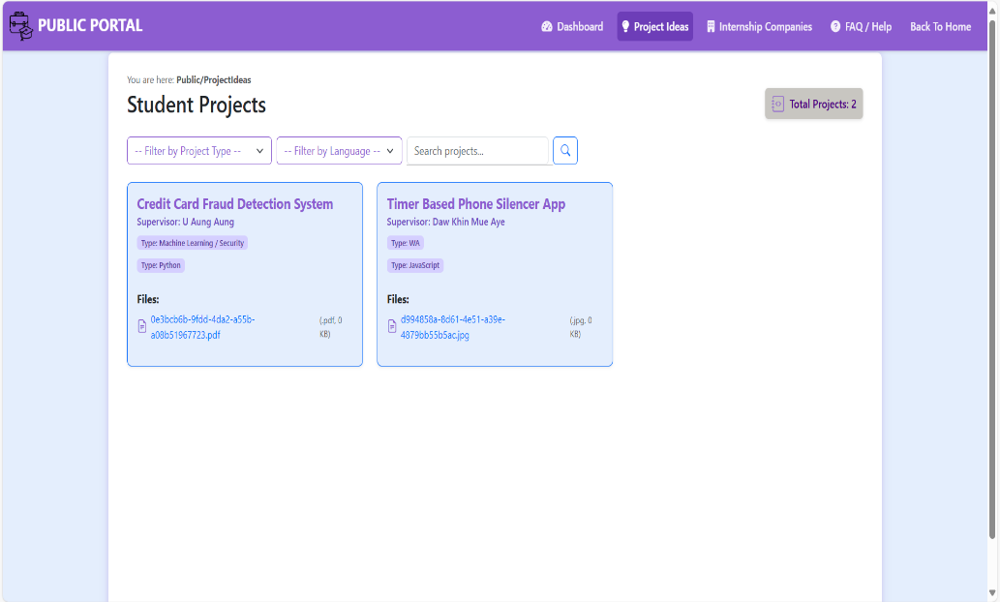 PUBLIC PORTAL
Dashboard
Project Ideas
Internship Companies
FAQ / Help
Back To Home
You are here: Public/ProjectIdeas
Student Projects
Total Projects: 2
-- Filter by Project Type --
-- Filter by Language --
Search projects...
Credit Card Fraud Detection System
Supervisor: U Aung Aung
Type: Machine Learning / Security
Type: Python
Files:
0e3bcb6b-9fdd-4da2-a55b-
a08b51967723.pdf
(.pdf, 0
KB)
Timer Based Phone Silencer App
Supervisor: Daw Khin Mue Aye
Type: WA
Type: JavaScript
Files:
d994858a-8d61-4e51-a39e-
4879bb55b5ac.jpg
(.jpg, 0
KB)